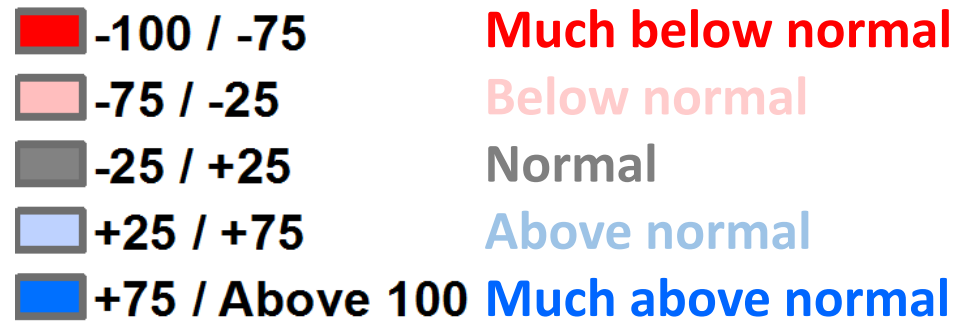 -100 / -75 Much below normal
-75 / -25 Below normal
-25 / +25 Normal
+25 / +75 Above normal
+75 / Above 100 Much above normal